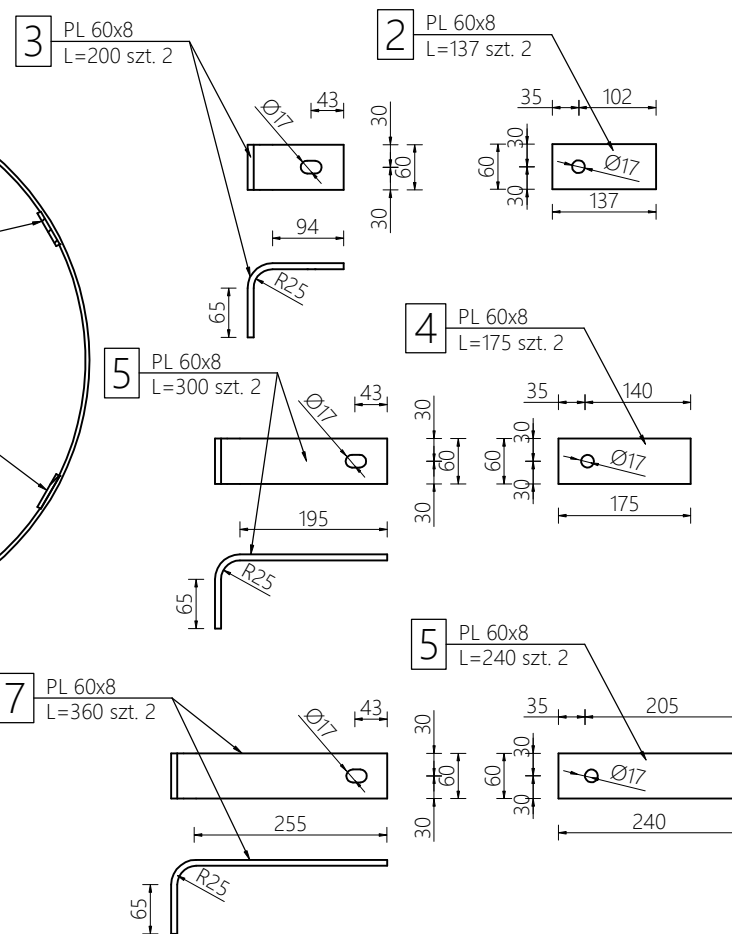 3
PL 60x8
L=200 szt. 2
43
Ø17
30
60
30
94
R25
65
2
PL 60x8
L=137 szt. 2
35
102
30
60
30
Ø17
137
5
PL 60x8
L=300 szt. 2
43
Ø17
30
60
30
195
R25
65
4
PL 60x8
L=175 szt. 2
35
140
30
60
30
Ø17
175
7
PL 60x8
L=360 szt. 2
43
Ø17
30
60
30
255
R25
65
5
PL 60x8
L=240 szt. 2
35
205
30
60
30
Ø17
240